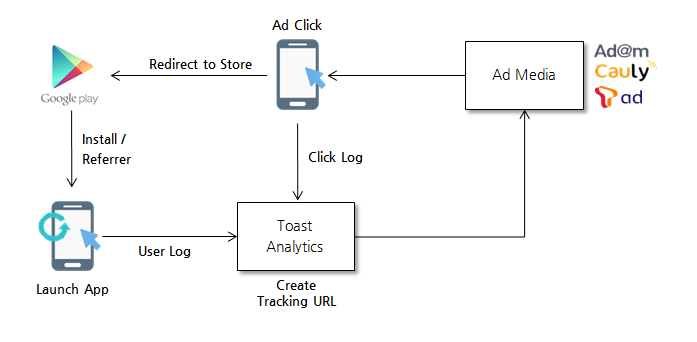 Ad Click
Redirect to Store
Google play
Ad Media
Ad@m
Cauly
T ad
Install /
Referrer
Click Log
Toast
Analytics
User Log
Launch App
Create
Tracking URL